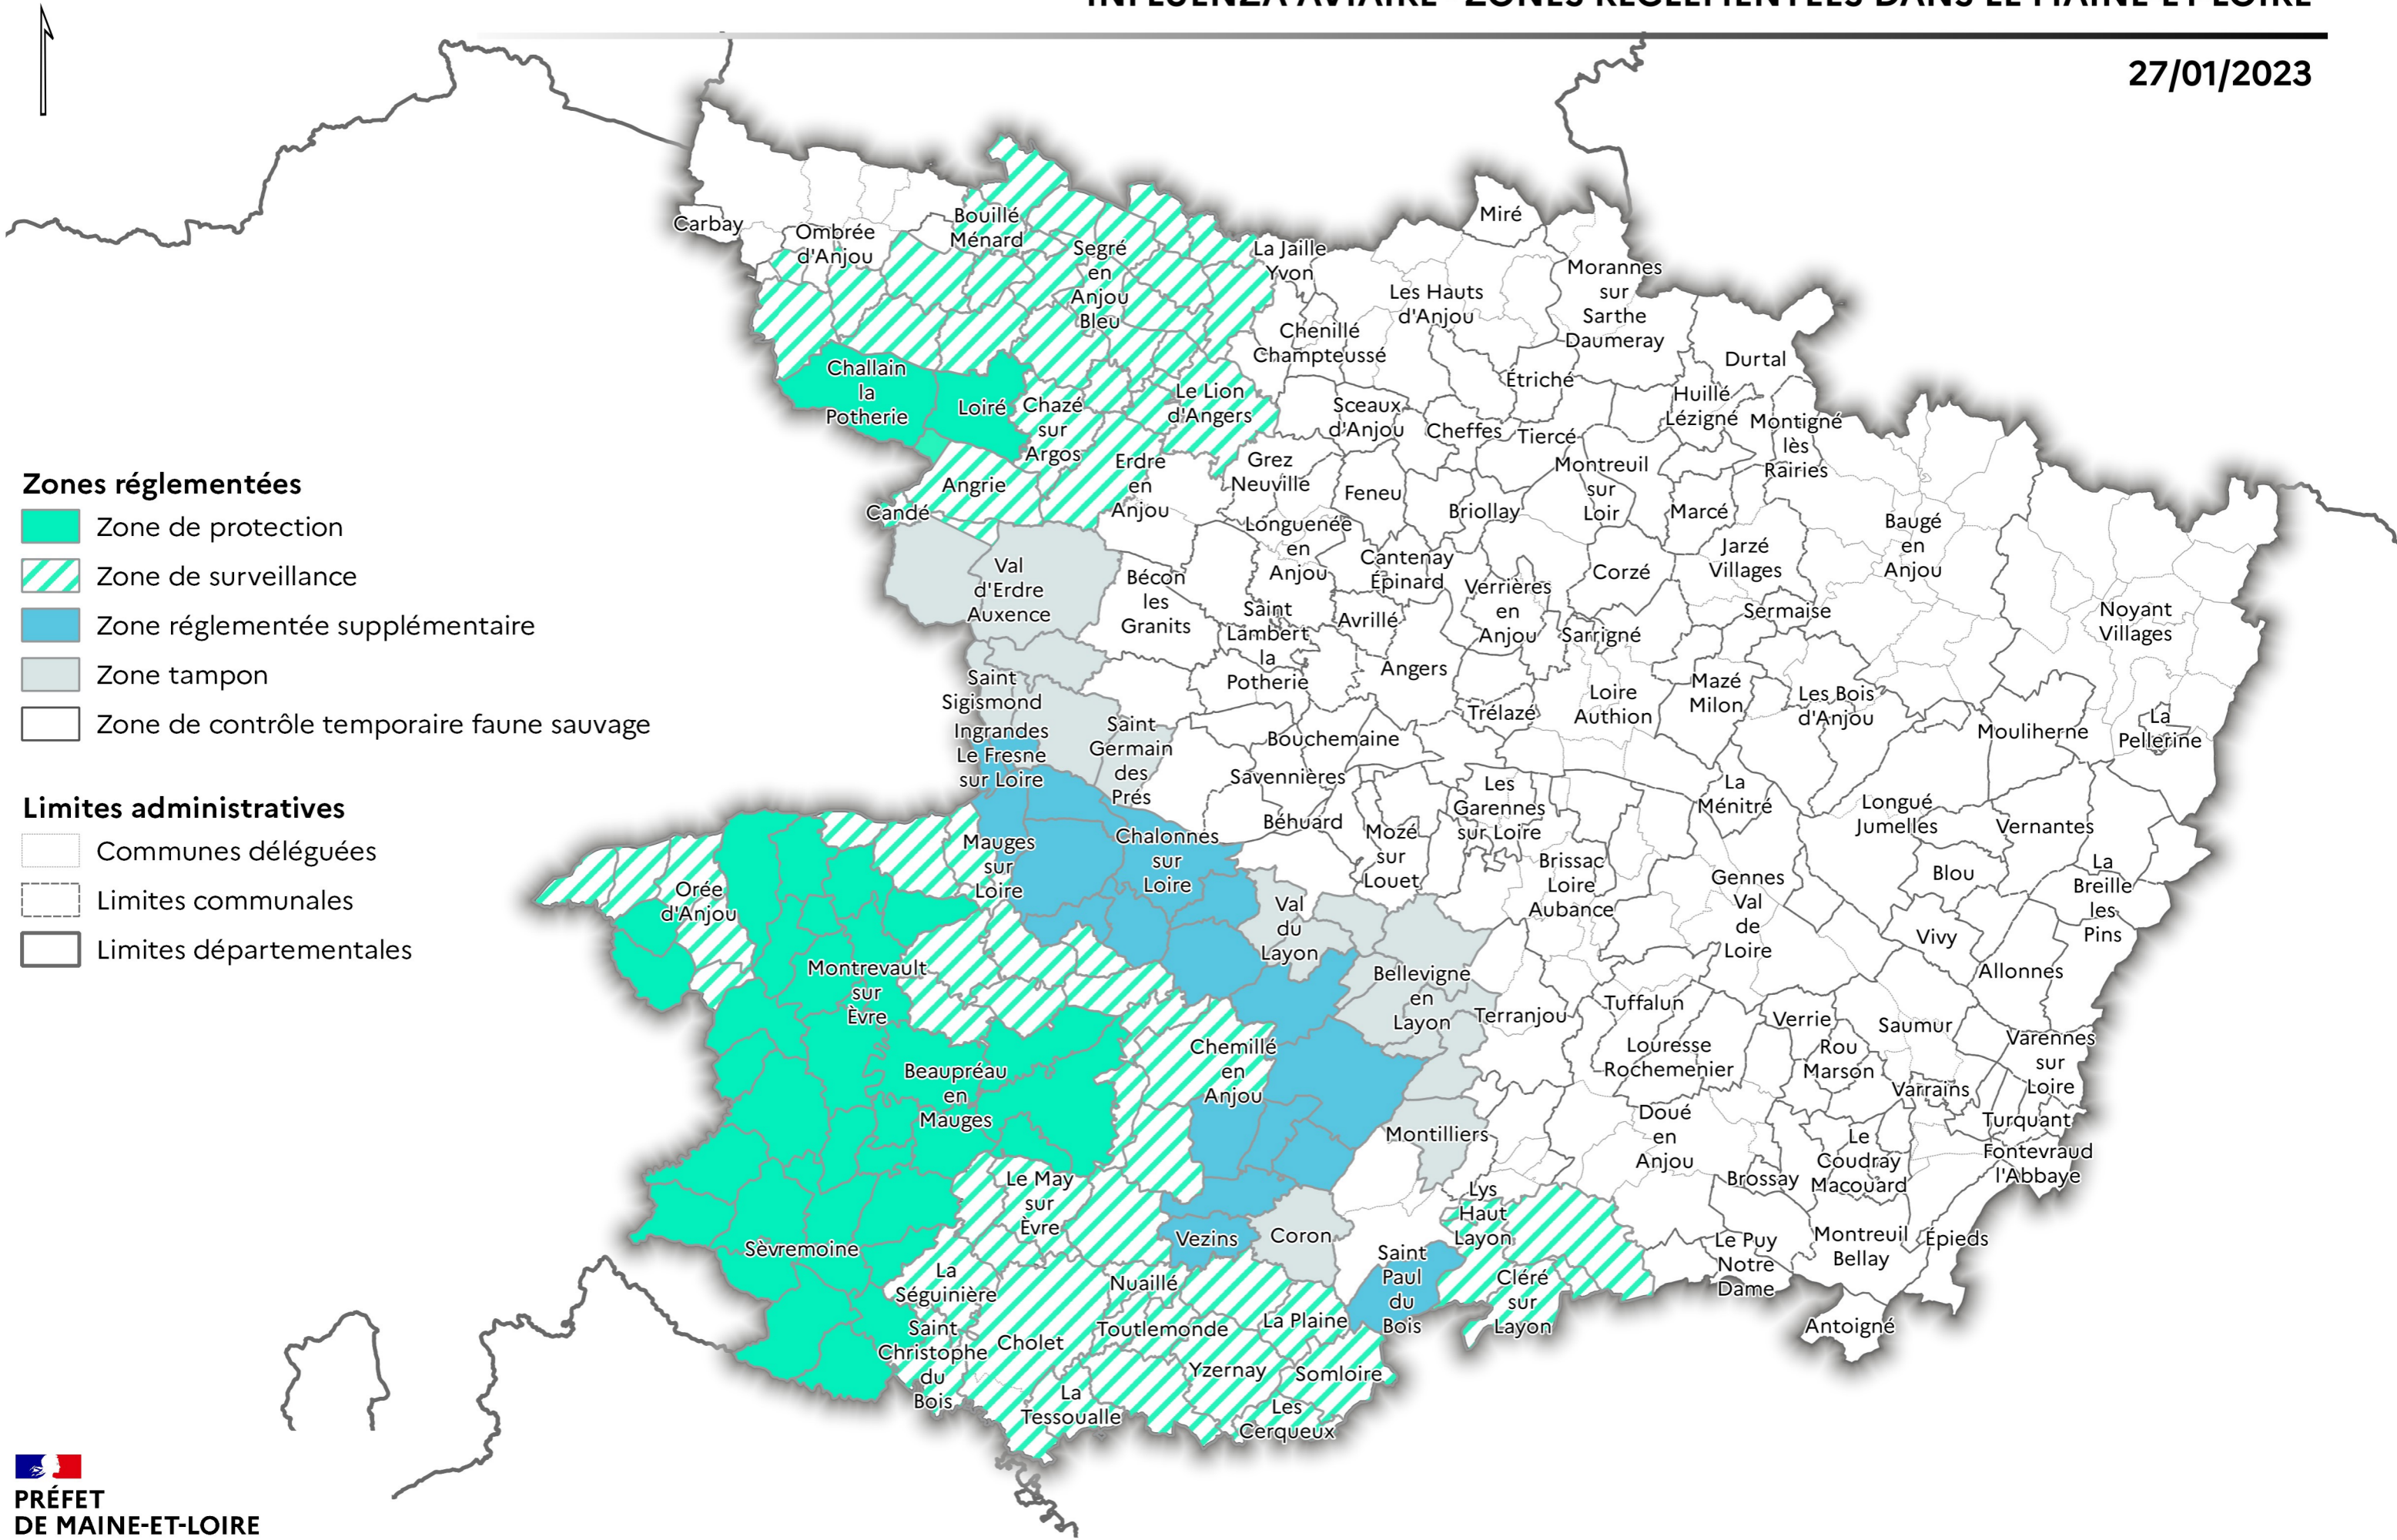 INFLUENZA AVIAIRE - ZONES RÉGLEMENTÉES DANS LE MAINE-ET-LOIRE
27/01/2023
Zones réglementées
Zone de protection
Zone de surveillance
Zone réglementée supplémentaire
Zone tampon
Zone de contrôle temporaire faune sauvage
Limites administratives
Communes déléguées
Limites communales
Limites départementales
Carbay
Ombrée
d'Anjou
Bouillé
Ménard
Segré
en
Anjou
Bleu
La Jaille
Yvon
Miré
Les Hauts
d'Anjou
Morannes
sur
Sarthe
Daumeray
Chenillé
Champteussé
Durtal
Étriché
Huillé
Lézigné
Montigné
lès
Rairies
Challain
la
Potherie
Loiré
Chazé
sur
Argos
Le Lion
d'Angers
Sceaux
d'Anjou
Cheffes
Tiercé
Angrie
Candé
Erdre
en
Anjou
Grez
Neuville
Feneu
Briollay
Montreuil
sur
Loir
Marcé
Baugé
en
Anjou
Longuenée
en
Anjou
Cantenay
Épinard
Verrières
en
Anjou
Corzé
Jarzé
Villages
Sermaise
Noyant
Villages
Val
d'Erdre
Auxence
Bécon
les
Granits
Saint
Lambert
la
Potherie
Avrillé
Angers
Sarrigné
Loire
Authion
Mazé
Milon
Les Bois
d'Anjou
Mouliherne
La
Pellerine
Saint
Sigismond
Ingrandes
Le Fresne
sur Loire
Saint
Germain
des
Prés
Bouchemaine
Trélazé
Savennières
Béhuard
Mozé
sur
Louet
Les
Garennes
sur Loire
La
Ménitré
Longué
Jumelles
Vernantes
Mauges
sur
Loire
Chalonnes
sur
Loire
Brissac
Loire
Aubance
Gennes
Val
de
Loire
Blou
La
Breille
les
Pins
Orée
d'Anjou
Val
du
Layon
Vivy
Allonnes
Montrevault
sur
Èvre
Bellevigne
en
Layon
Terranjou
Tuffalun
Verrie
Saumur
Varennes
sur
Loire
Chemillé
en
Anjou
Louresse
Rochemenier
Rou
Marson
Varrains
Beaupréau
en
Mauges
Montilliers
Doué
en
Anjou
Turquant
Le
Coudray
Macouard
Fontevraud
l'Abbaye
Brossay
Le May
sur
Èvre
Lys
Haut
Layon
Vezins
Coron
Sèvremoine
Saint
Paul
du
Bois
Le Puy
Notre
Dame
Montreuil
Bellay
Épieds
La
Séguinière
Nuaillé
Cléré
sur
Layon
Saint
Christophe
du
Bois
Cholet
Toutlemonde
La Plaine
Antoigné
Yzernay
Somloire
La
Tessoualle
Les
Cerqueux
PRÉFET
DE MAINE-ET-LOIRE